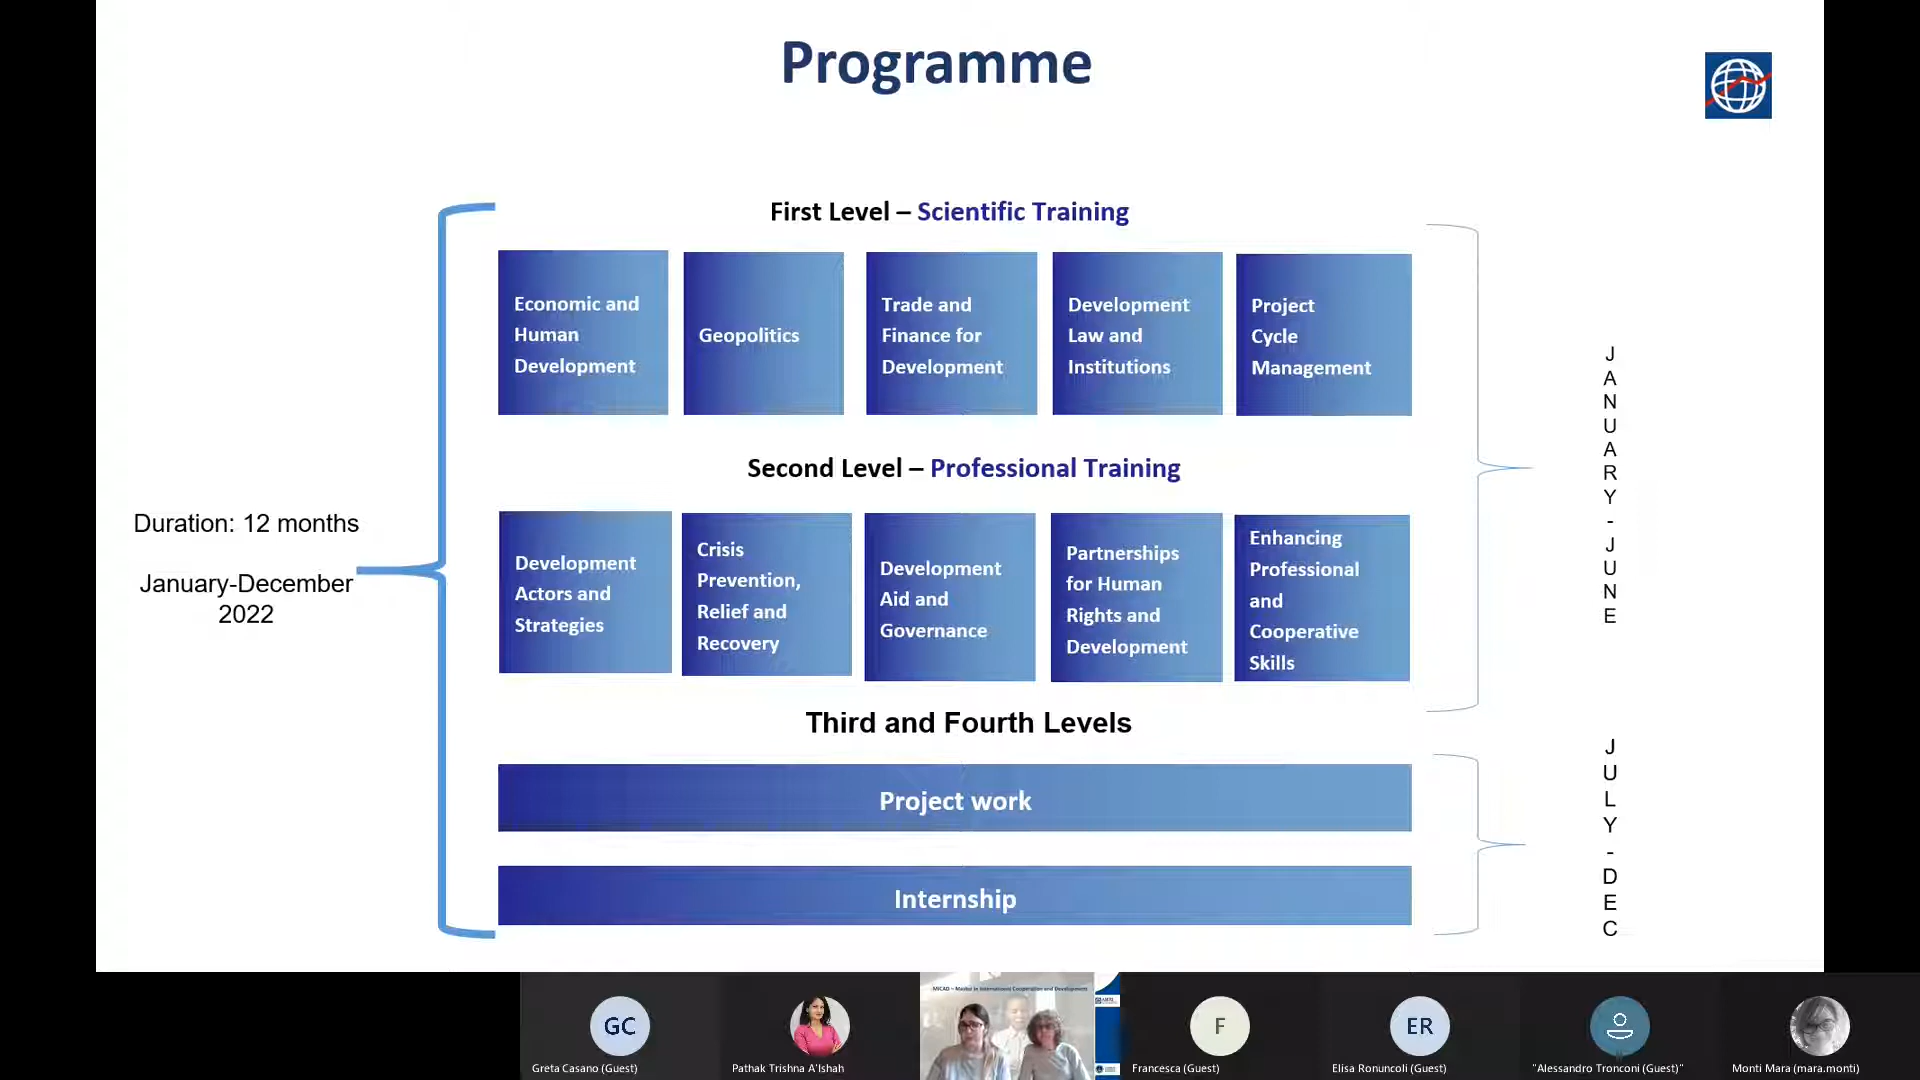 Programme
First Level – Scientific Training
Economic and
Human
Development
Geopolitics
Trade and
Finance for
Development
Development
Law and
Institutions
Project
Cycle
Management
Second Level – Professional Training
Development
Actors and
Strategies
Crisis
Prevention,
Relief and
Recovery
Development
Aid and
Governance
Partnerships
for Human
Rights and
Development
Enhancing
Professional
and
Cooperative
Skills
Third and Fourth Levels
Project work
Internship
Duration: 12 months
January-December
2022
J
A
N
U
A
R
Y
-
J
U
N
E
J
U
L
Y
-
D
E
C
MICAD – Master in International Cooperation and Development
GC
Greta Casano (Guest)
Pathak Trishna A'Ishah
F
Francesca (Guest)
ER
Elisa Ronuncoli (Guest)
"Alessandro Tronconi (Guest)"
Monti Mara (mara.monti)